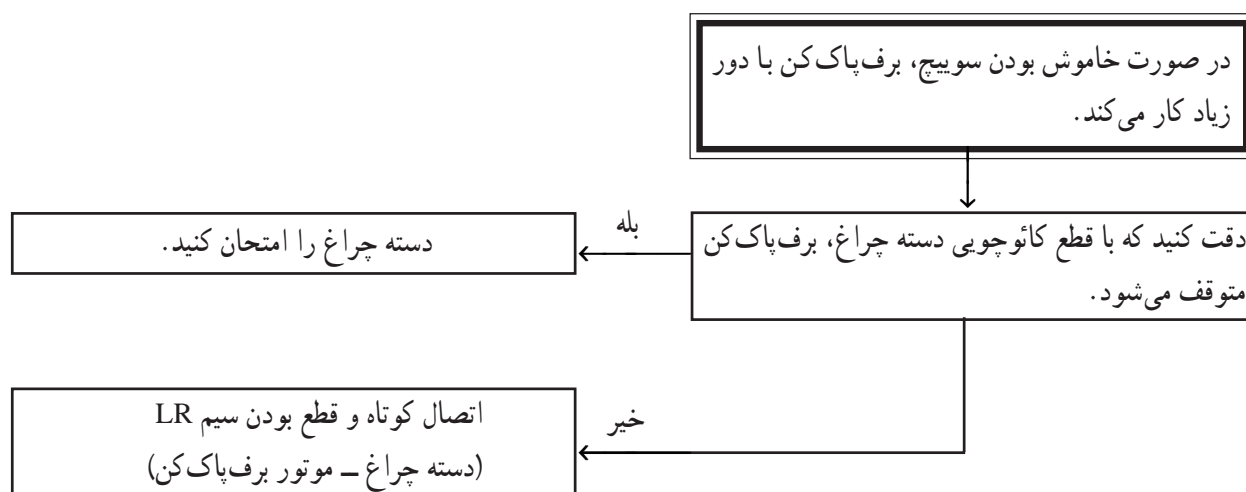 در صورت خاموش بودن سوییچ، برف‌پاک‌کن با دور
زیاد کار می‌کند.
دقت کنید که با قطع کائوچویی دسته چراغ، برف‌پاک‌کن
متوقف می‌شود.
بله
دسته چراغ را امتحان کنید.
خیر
اتصال کوتاه و قطع بودن سیم LR
(دسته چراغ ــ موتور برف‌پاک‌کن)